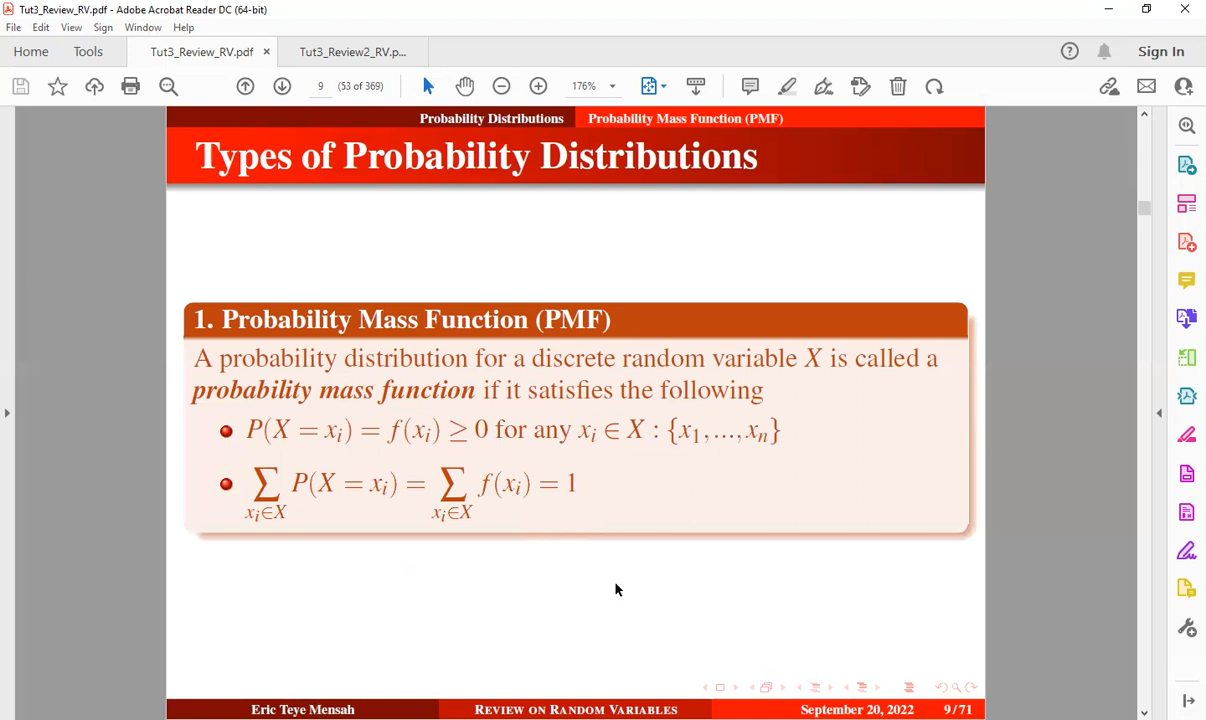 Tut3_Review_RV.pdf - Adobe Acrobat Reader DC (64-bit)
File Edit View Sign Window Help
Home Tools Tut3_Review_RV.pdf × Tut3_Review2_RV.p... Sign In
9 (53 of 369) 176%
Probability Distributions Probability Mass Function (PMF)
Types of Probability Distributions
1. Probability Mass Function (PMF)
A probability distribution for a discrete random variable X is called a
probability mass function if it satisfies the following
P(X = xᵢ) = f(xᵢ) ≥ 0 for any xᵢ ∈ X : {x₁,...,xₙ}
∑ P(X = xᵢ) = ∑ f(xᵢ) = 1
xᵢ∈X xᵢ∈X
Eric Teye Mensah REVIEW ON RANDOM VARIABLES September 20, 2022 9/71